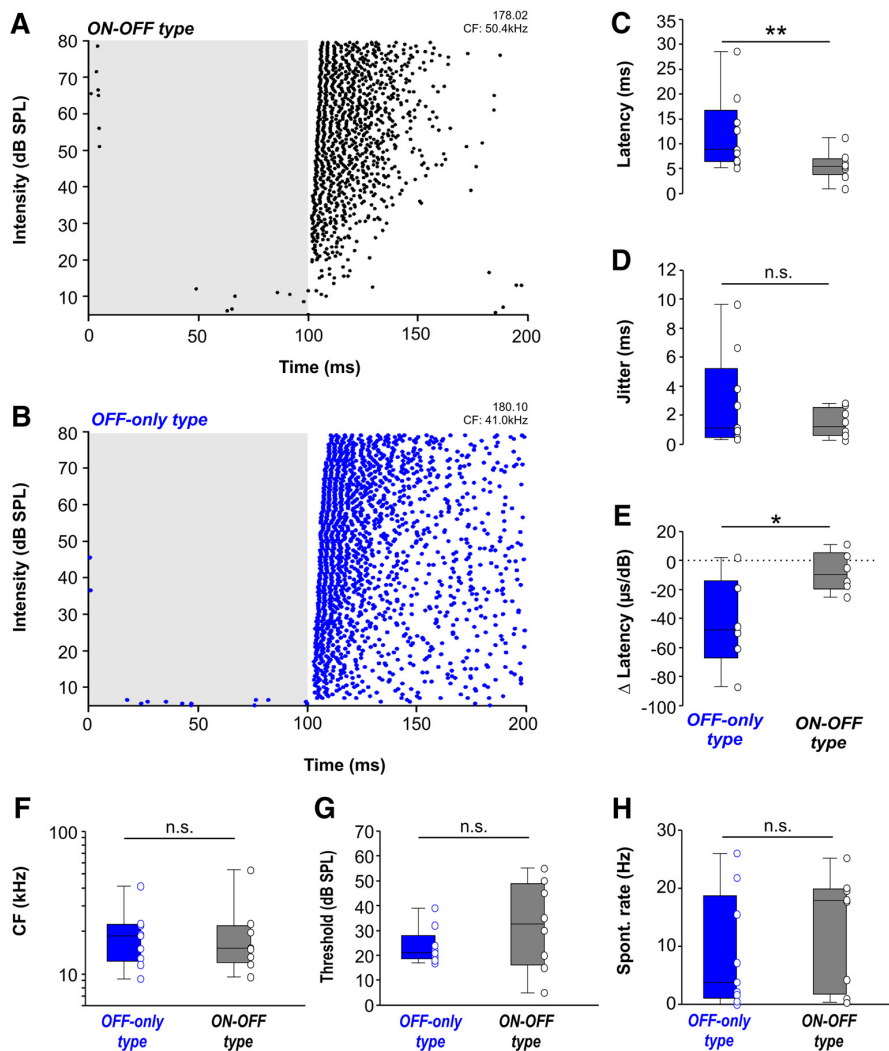 A
ON-OFF type
178.02
CF: 50.4kHz
Intensity (dB SPL)
80
70
60
50
40
30
20
10
0
50
100
150
200
Time (ms)
B
OFF-only type
180.10
CF: 41.0kHz
Intensity (dB SPL)
80
70
60
50
40
30
20
10
0
50
100
150
200
Time (ms)
C
**
Latency (ms)
35
30
25
20
15
10
5
0
D
n.s.
Jitter (ms)
12
10
8
6
4
2
0
E
*
Δ Latency (µs/dB)
20
0
-20
-40
-60
-80
-100
OFF-only
type
ON-OFF
type
F
n.s.
CF (kHz)
100
10
OFF-only
type
ON-OFF
type
G
n.s.
Threshold (dB SPL)
70
60
50
40
30
20
10
0
OFF-only
type
ON-OFF
type
H
n.s.
Spont. rate (Hz)
30
20
10
0
OFF-only
type
ON-OFF
type